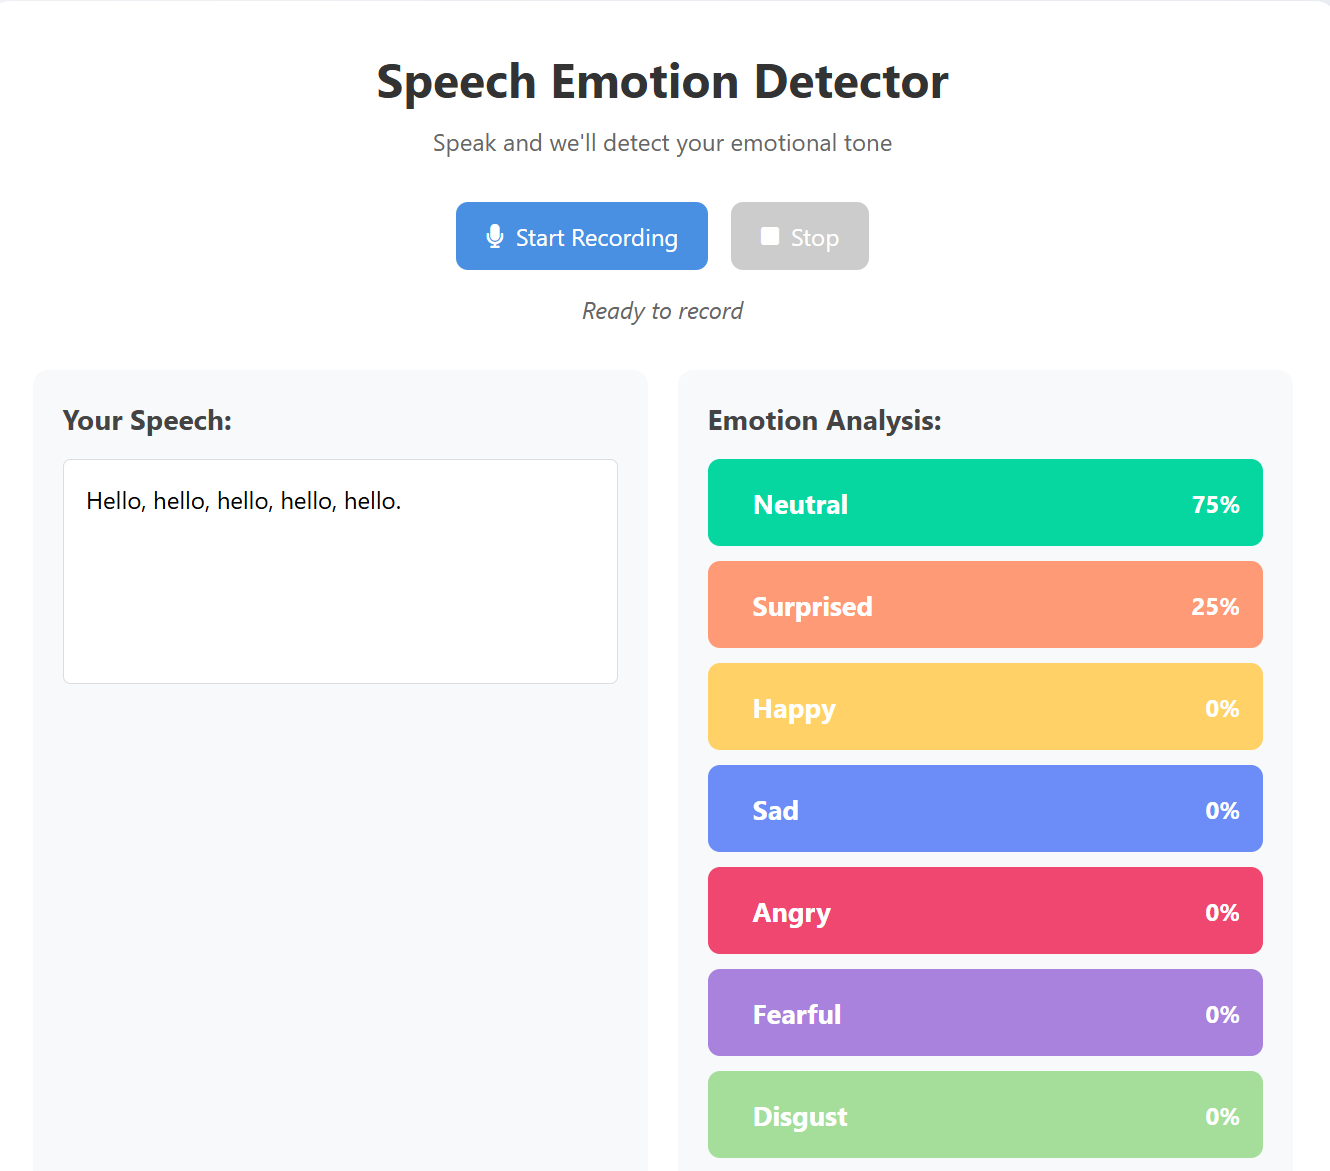 Speech Emotion Detector
Speak and we'll detect your emotional tone
Start Recording
Stop
Ready to record
Your Speech:
Hello, hello, hello, hello, hello.
Emotion Analysis:
Neutral 75%
Surprised 25%
Happy 0%
Sad 0%
Angry 0%
Fearful 0%
Disgust 0%